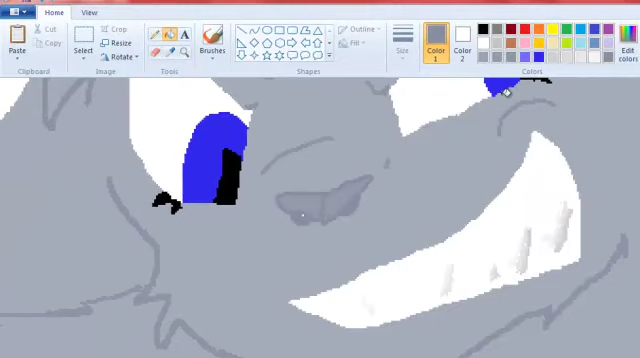 Home View
Paste
Cut
Copy
Clipboard
Select
Crop
Resize
Rotate
Image
A
Tools
Brushes
Shapes
Outline
Fill
Size
Color
1
Color
2
Colors
Edit
colors